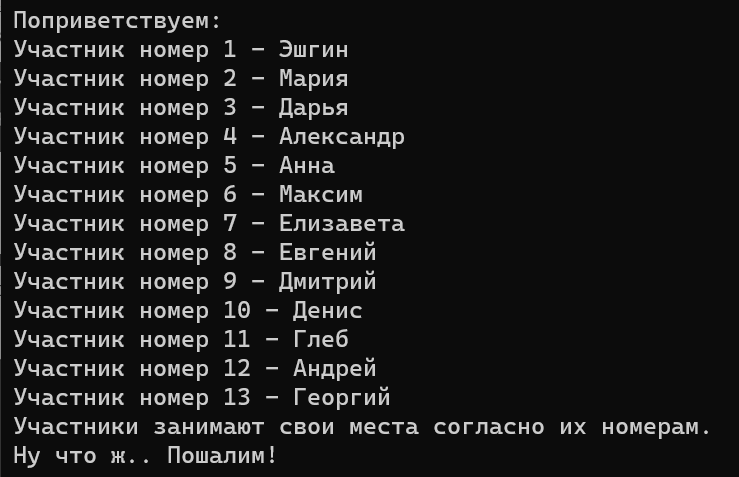 Поприветствуем:
Участник номер 1 - Эшгин
Участник номер 2 - Мария
Участник номер 3 - Дарья
Участник номер 4 - Александр
Участник номер 5 - Анна
Участник номер 6 - Максим
Участник номер 7 - Елизавета
Участник номер 8 - Евгений
Участник номер 9 - Дмитрий
Участник номер 10 - Денис
Участник номер 11 - Глеб
Участник номер 12 - Андрей
Участник номер 13 - Георгий
Участники занимают свои места согласно их номерам.
Ну что ж.. Пошалим!